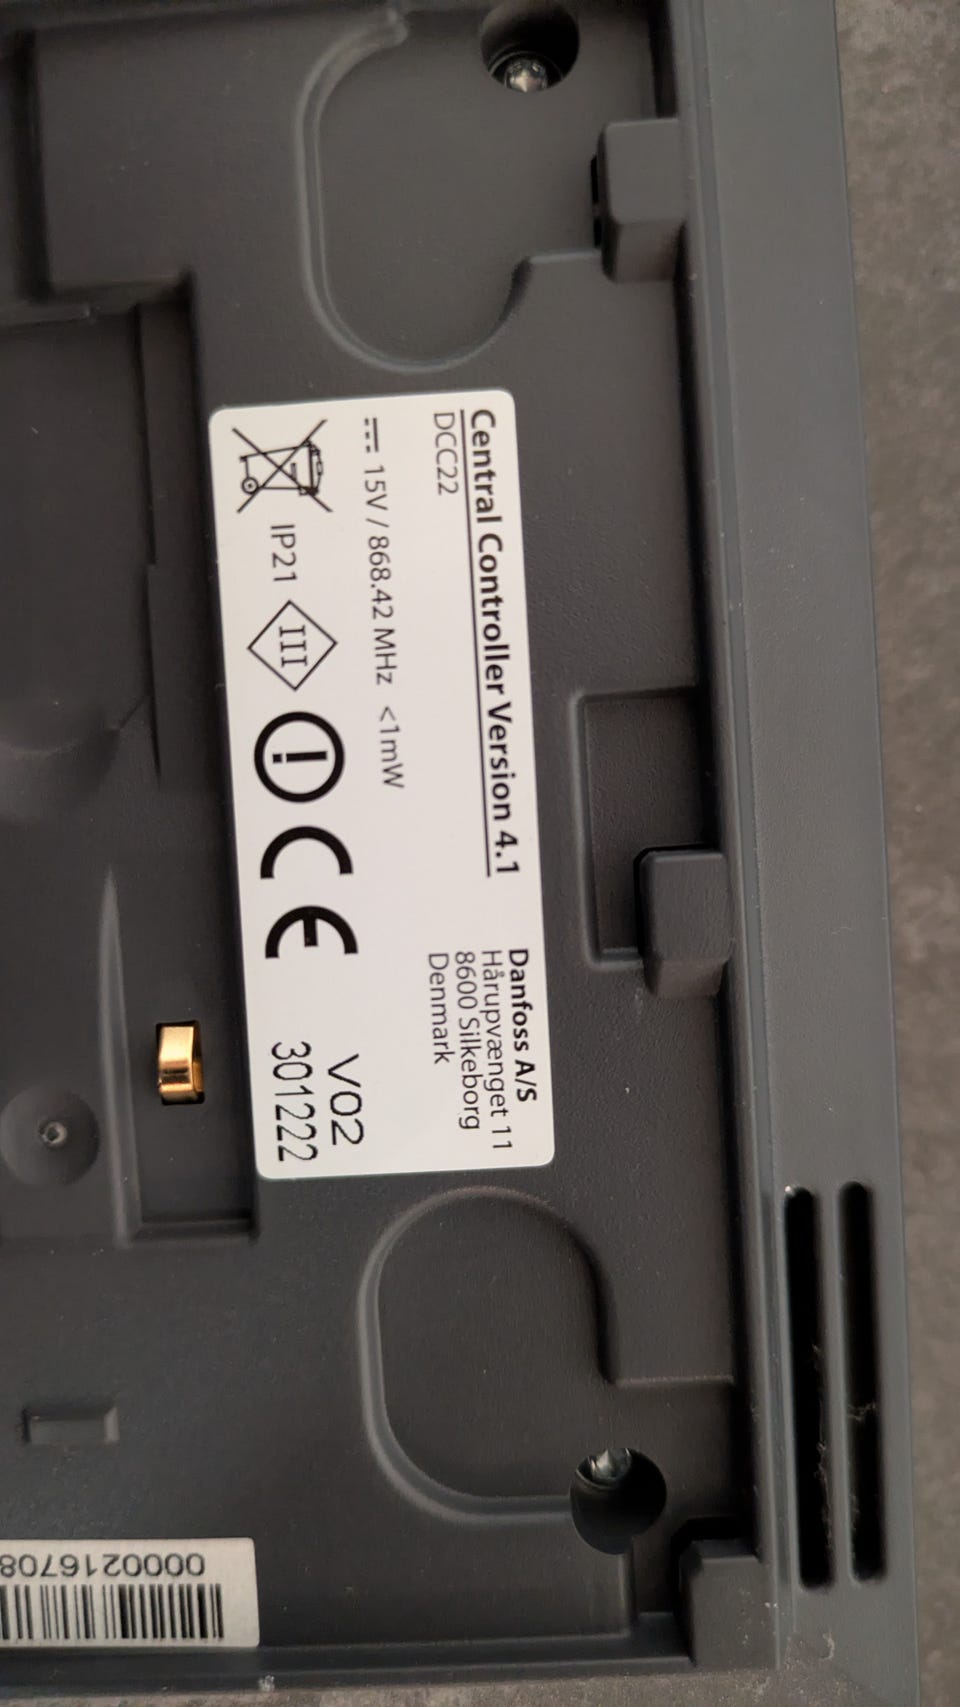 Central Controller Version 4.1
DCC22
⎓ 15V / 868.42 MHz <1mW
IP21 III ! CE
Danfoss A/S
Hårupvænget 11
8600 Silkeborg
Denmark
V02
301222
0000216708